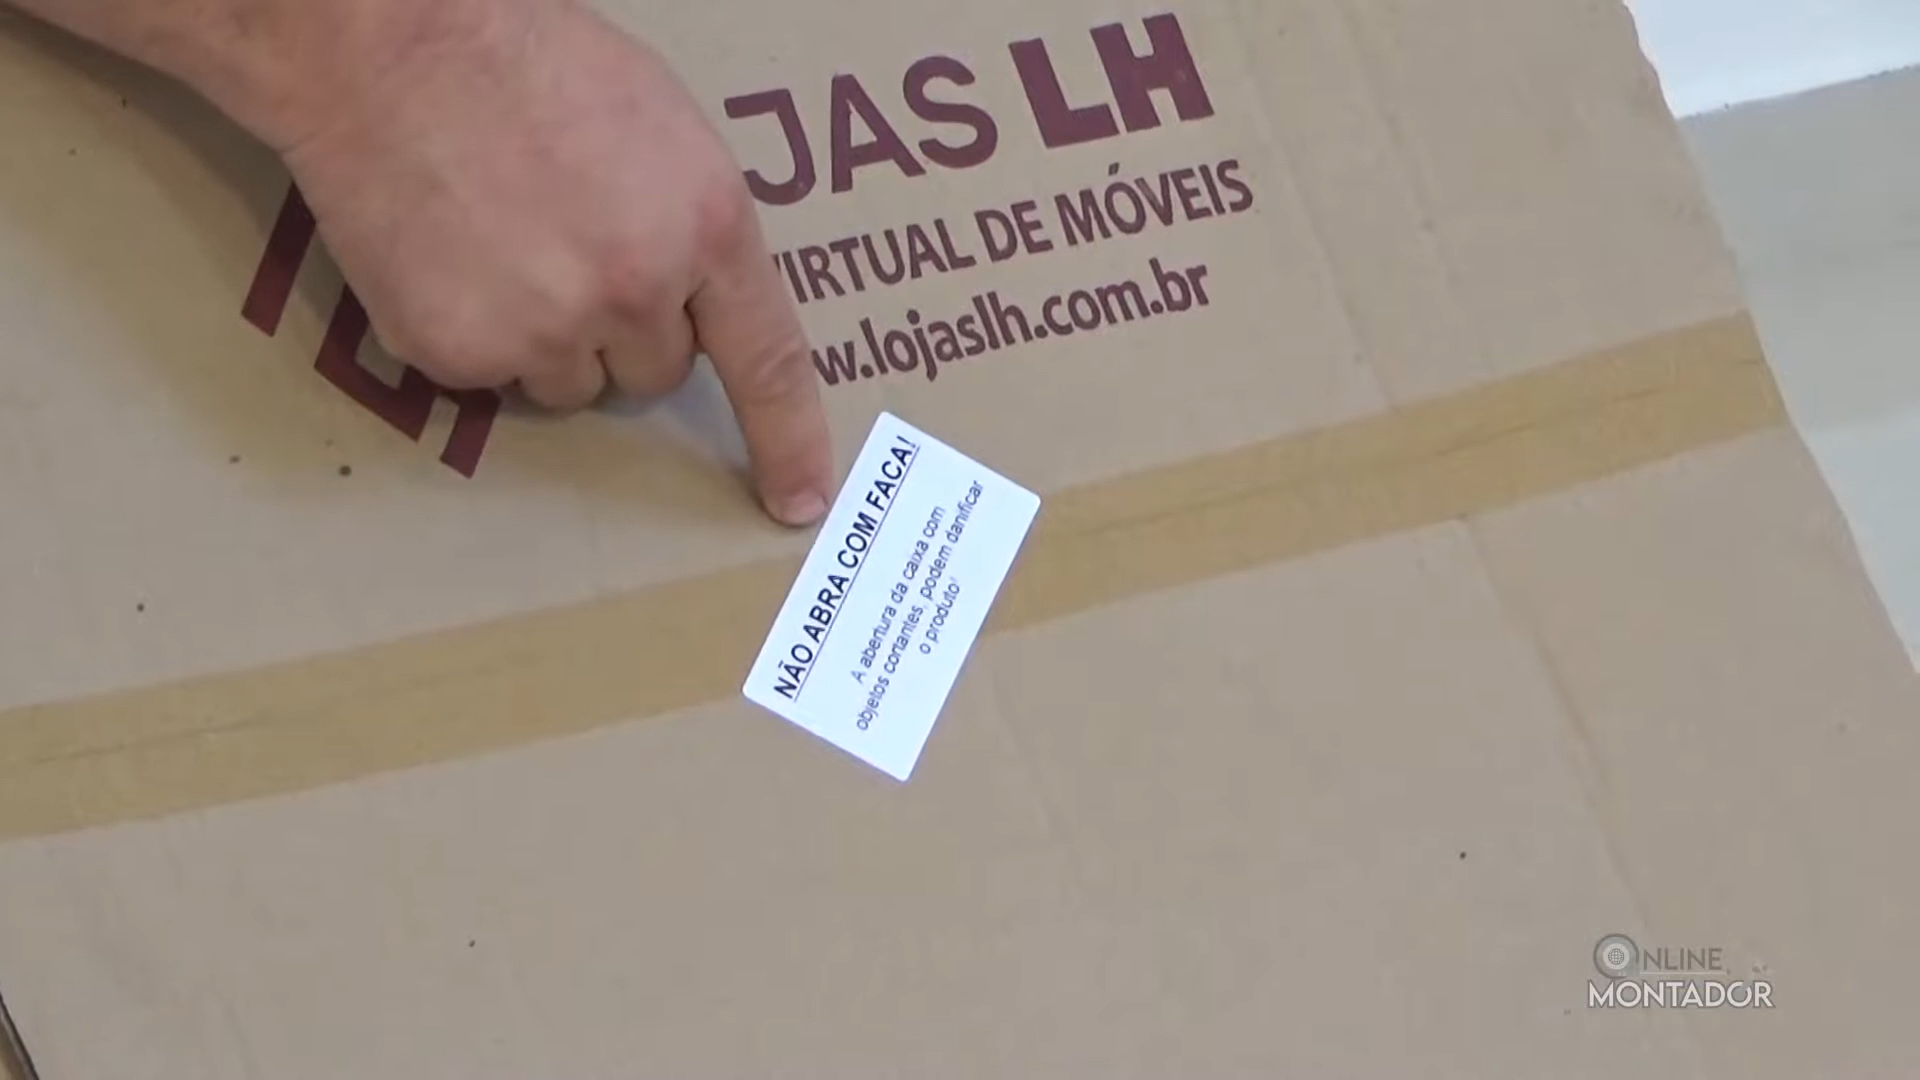 JAS LH
VIRTUAL DE MÓVEIS
w.lojaslh.com.br
NÃO ABRA COM FACA!
A abertura da caixa com
objetos cortantes, podem danificar
o produto!
ONLINE
MONTADOR